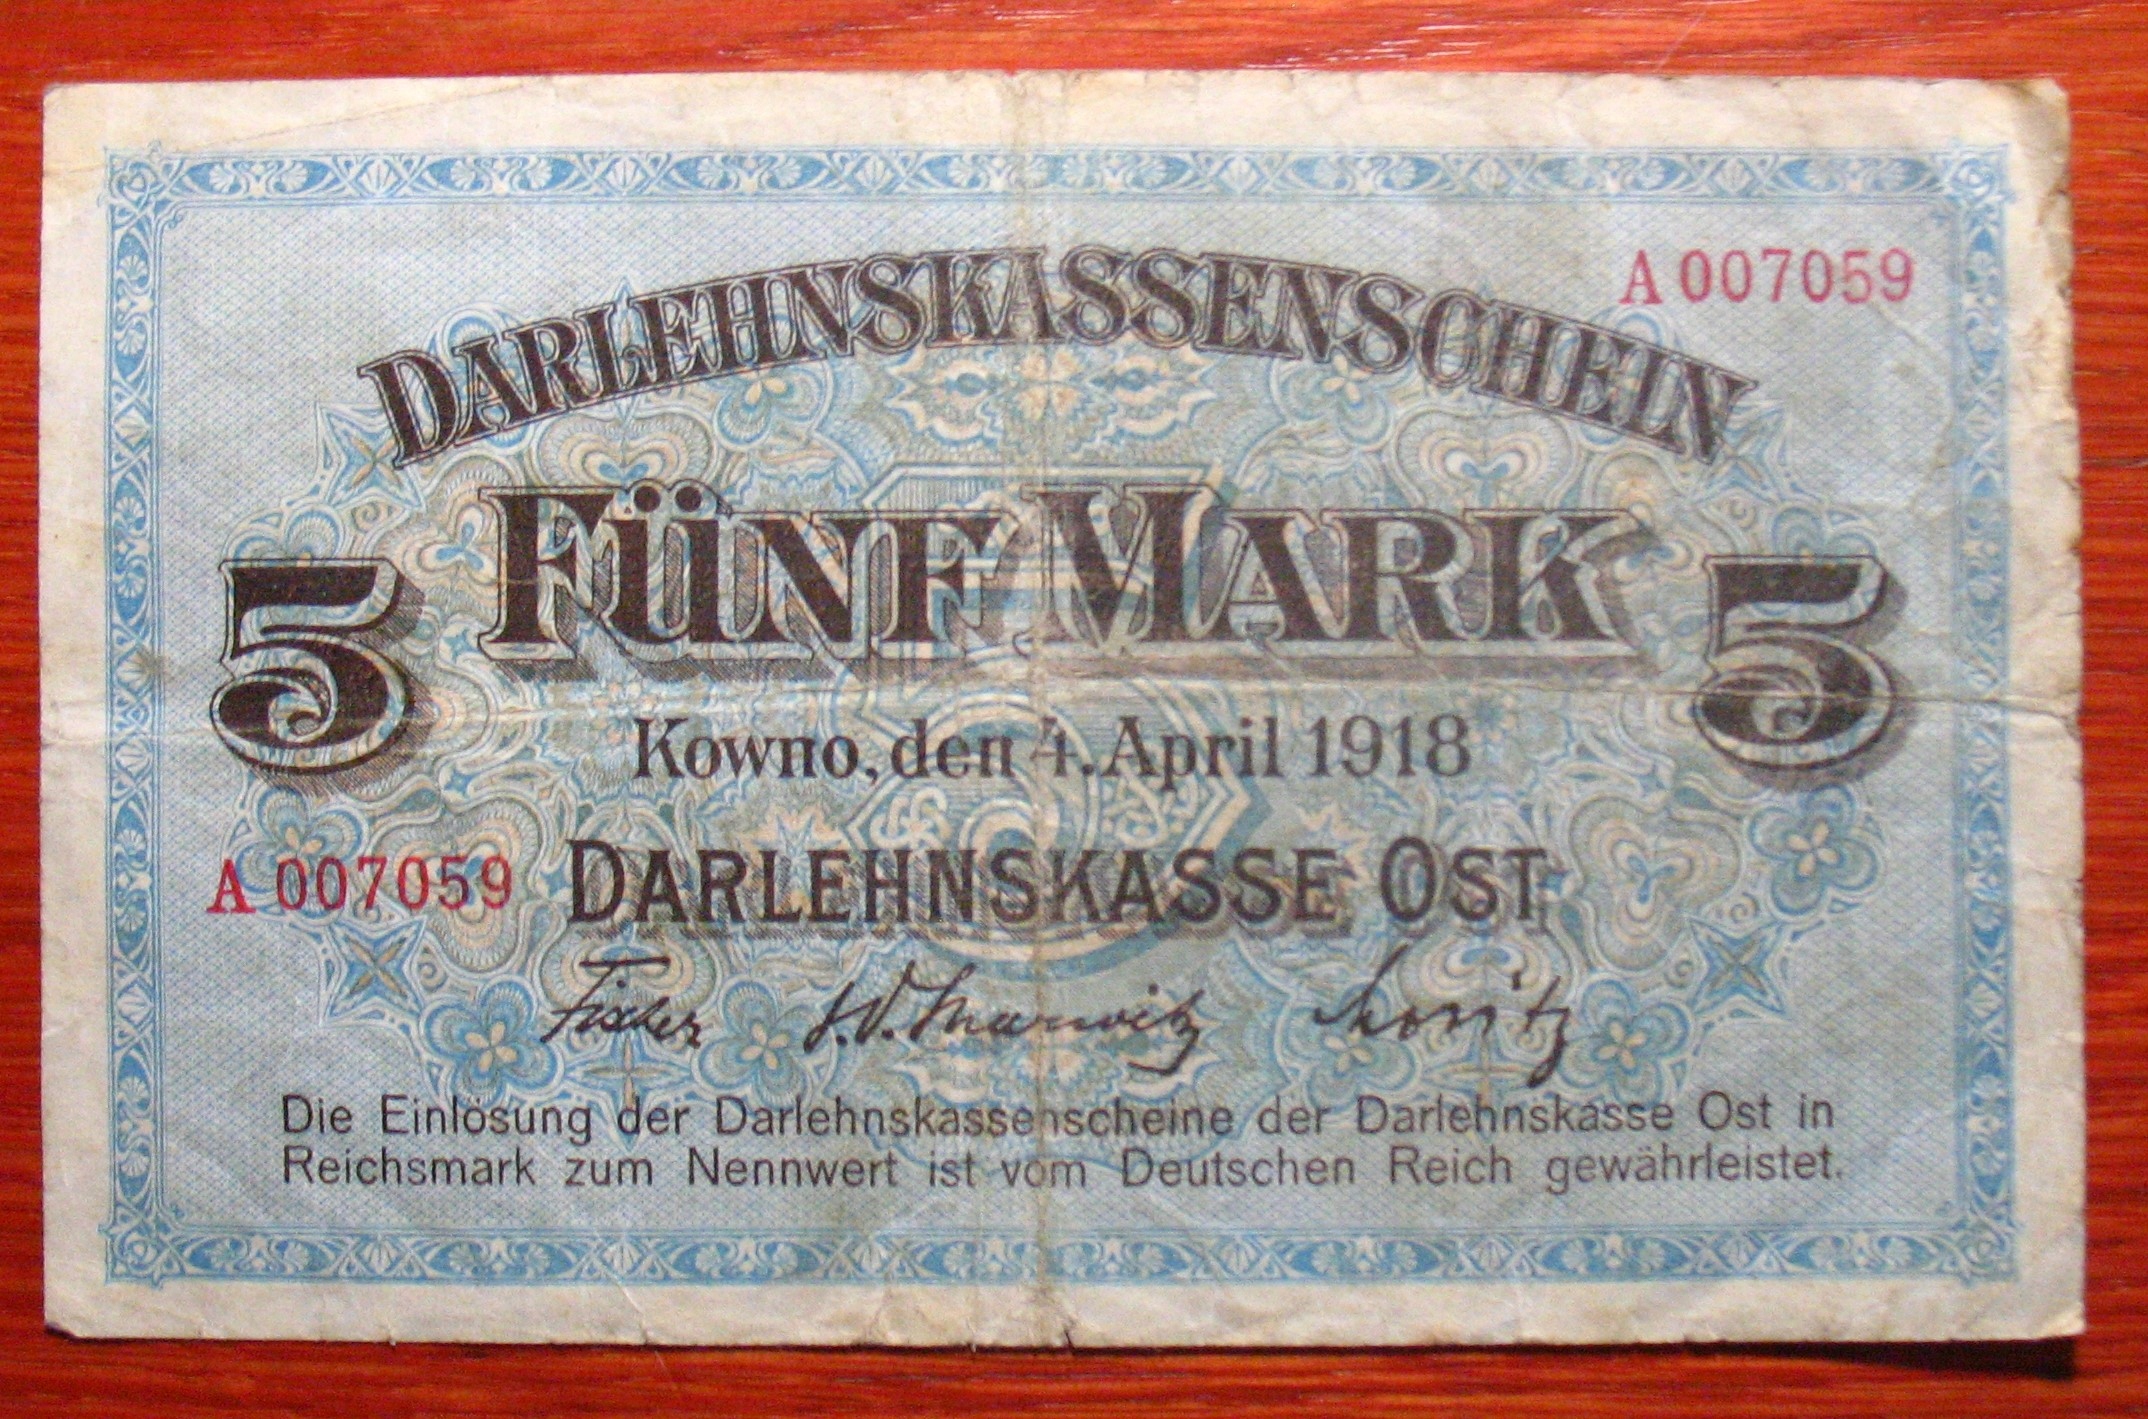 DARLEHNSKASSENSCHEIN
A 007059
FÜNF MARK
5 5
Kowno, den 4. April 1918
A 007059
DARLEHNSKASSE OST
Fischer
Die Einlösung der Darlehnskassenscheine der Darlehnskasse Ost in
Reichsmark zum Nennwert ist vom Deutschen Reich gewährleistet.